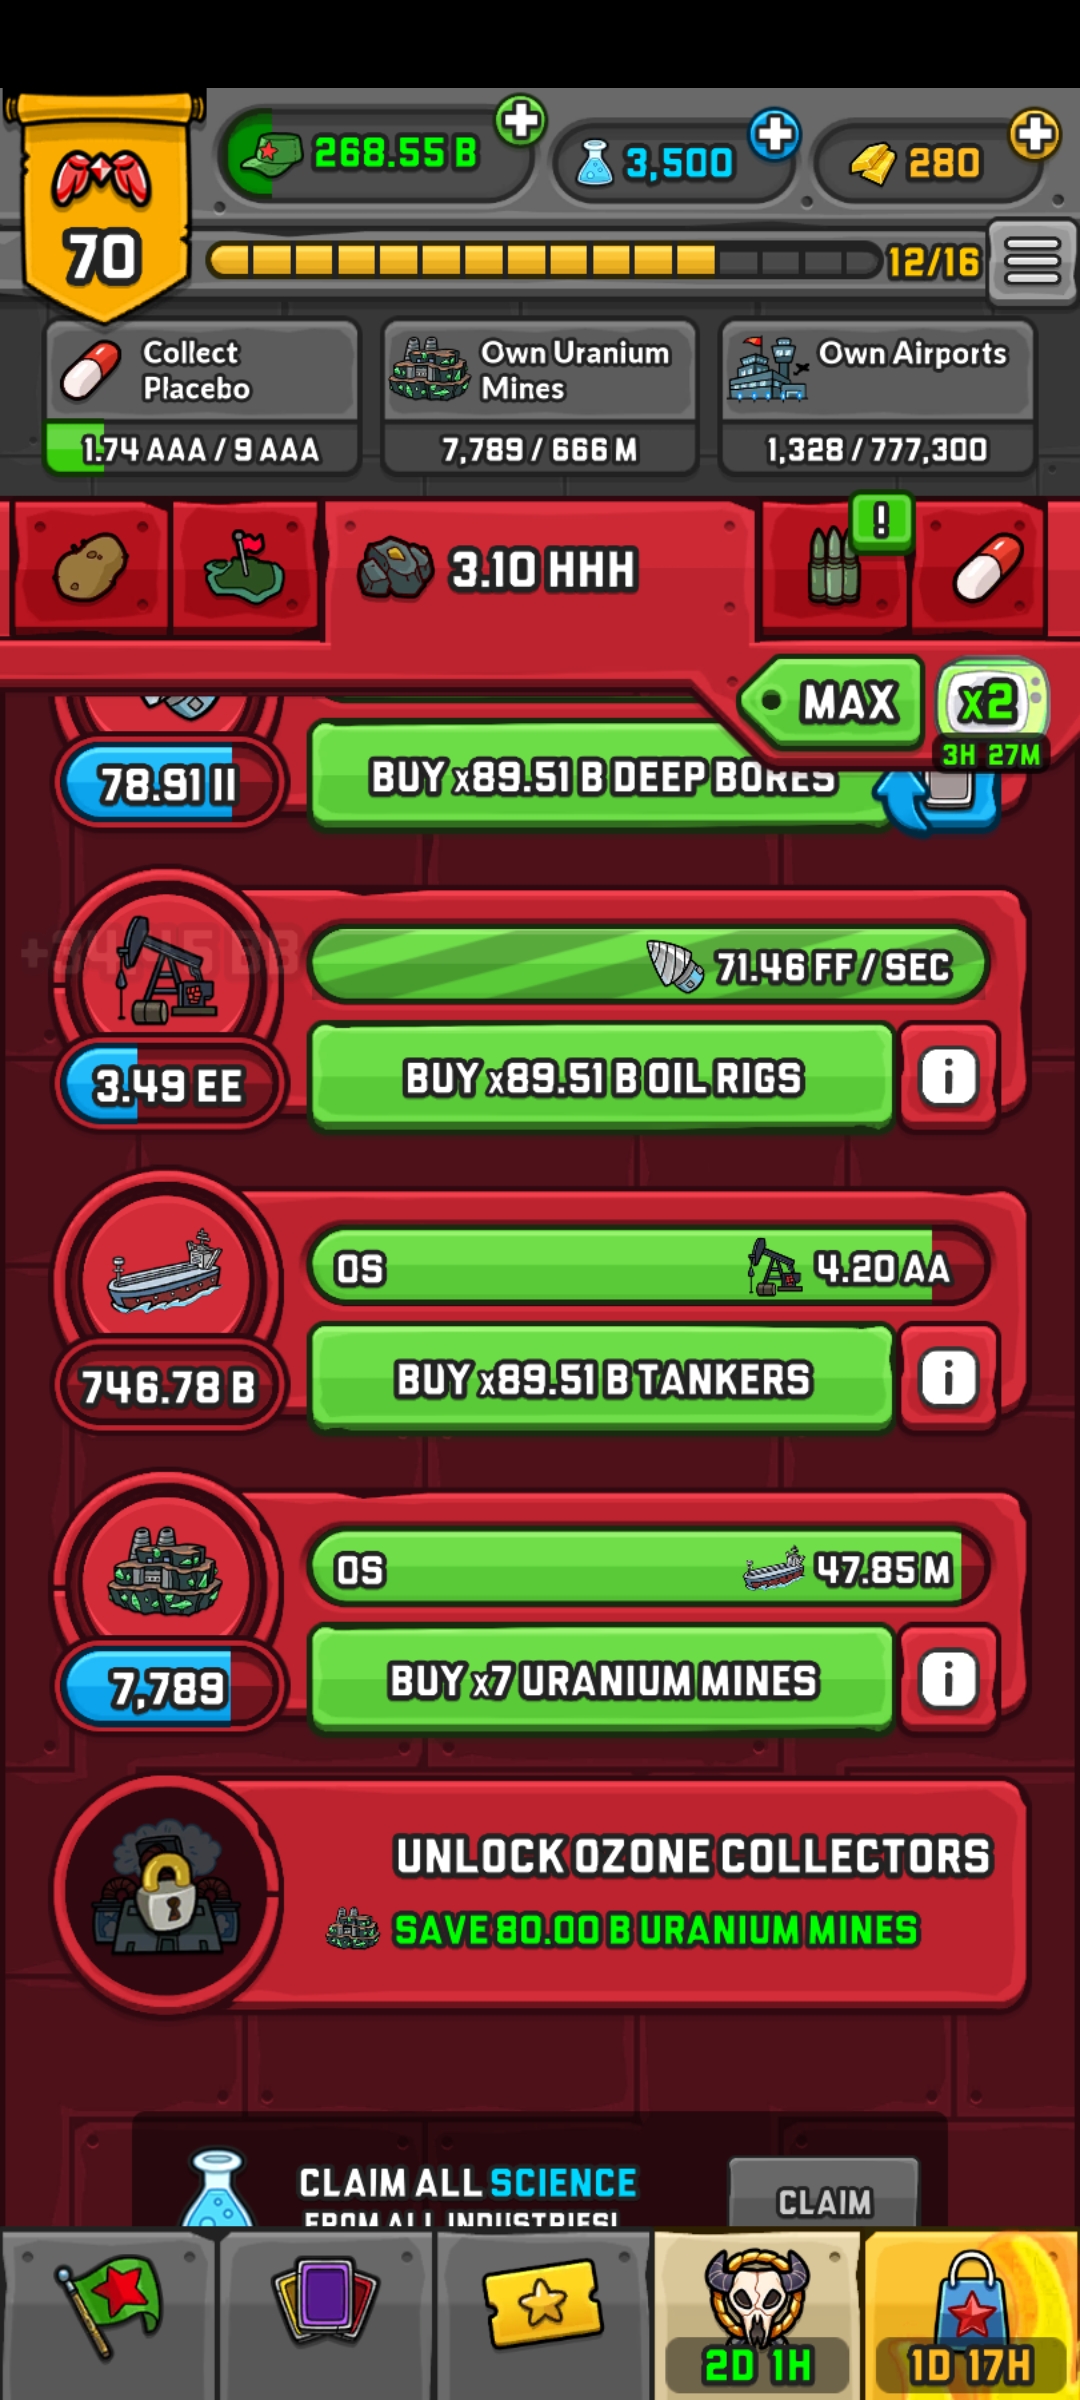 268.55 B
3,500
280
70
12/16
Collect
Placebo
1.74 AAA / 9 AAA
Own Uranium
Mines
7,789 / 666 M
Own Airports
1,328 / 777,300
3.10 HHH
!
MAX
x2
3H 27M
78.91 II
BUY x89.51 B DEEP BORES
71.46 FF / SEC
3.49 EE
BUY x89.51 B OIL RIGS
i
0S
4.20 AA
746.78 B
BUY x89.51 B TANKERS
i
0S
47.85 M
7,789
BUY x7 URANIUM MINES
i
UNLOCK OZONE COLLECTORS
SAVE 80.00 B URANIUM MINES
CLAIM ALL SCIENCE
FROM ALL INDUSTRIES!
CLAIM
2D 1H
1D 17H